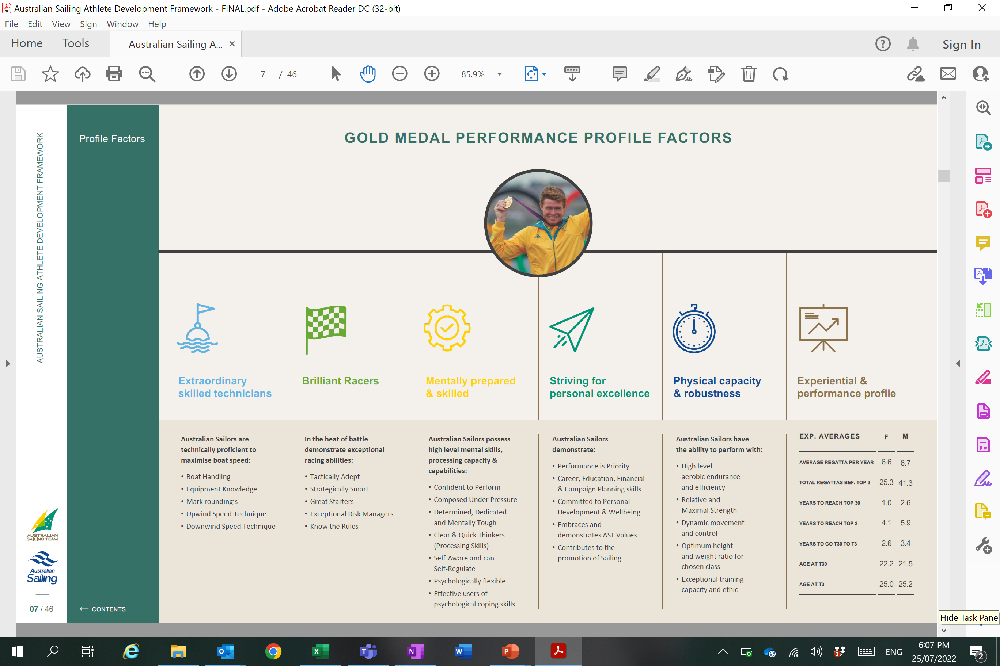 Australian Sailing Athlete Development Framework - FINAL.pdf - Adobe Acrobat Reader DC (32-bit)
File Edit View Sign Window Help
Home Tools Australian Sailing A... Sign In
7 / 46 85.9%
AUSTRALIAN SAILING ATHLETE DEVELOPMENT FRAMEWORK
Profile Factors
GOLD MEDAL PERFORMANCE PROFILE FACTORS
Extraordinary
skilled technicians
Australian Sailors are
technically proficient to
maximise boat speed:
• Boat Handling
• Equipment Knowledge
• Mark rounding's
• Upwind Speed Technique
• Downwind Speed Technique
Brilliant Racers
In the heat of battle
demonstrate exceptional
racing abilities:
• Tactically Adept
• Strategically Smart
• Great Starters
• Exceptional Risk Managers
• Know the Rules
Mentally prepared
& skilled
Australian Sailors possess
high level mental skills,
processing capacity &
capabilities:
• Confident to Perform
• Composed Under Pressure
• Determined, Dedicated
and Mentally Tough
• Clear & Quick Thinkers
(Processing Skills)
• Self-Aware and can
Self-Regulate
• Psychologically flexible
• Effective users of
psychological coping skills
Striving for
personal excellence
Australian Sailors
demonstrate:
• Performance is Priority
• Career, Education, Financial
& Campaign Planning skills
• Committed to Personal
Development & Wellbeing
• Embraces and
demonstrates AST Values
• Contributes to the
promotion of Sailing
Physical capacity
& robustness
Australian Sailors have
the ability to perform with:
• High level
aerobic endurance
and efficiency
• Relative and
Maximal Strength
• Dynamic movement
and control
• Optimum height
and weight ratio for
chosen class
• Exceptional training
capacity and ethic
Experiential &
performance profile
EXP. AVERAGES F M
AVERAGE REGATTA PER YEAR 6.6 6.7
TOTAL REGATTAS BEF. TOP 3 25.3 41.3
YEARS TO REACH TOP 30 1.0 2.6
YEARS TO REACH TOP 3 4.1 5.9
YEARS TO GO T30 TO T3 2.6 3.4
AGE AT T30 22.2 21.5
AGE AT T3 25.0 25.2
AUSTRALIAN
SAILING TEAM
Australian
Sailing
07 / 46
← CONTENTS
Hide Task Pane
ENG
6:07 PM
25/07/2022
3
2